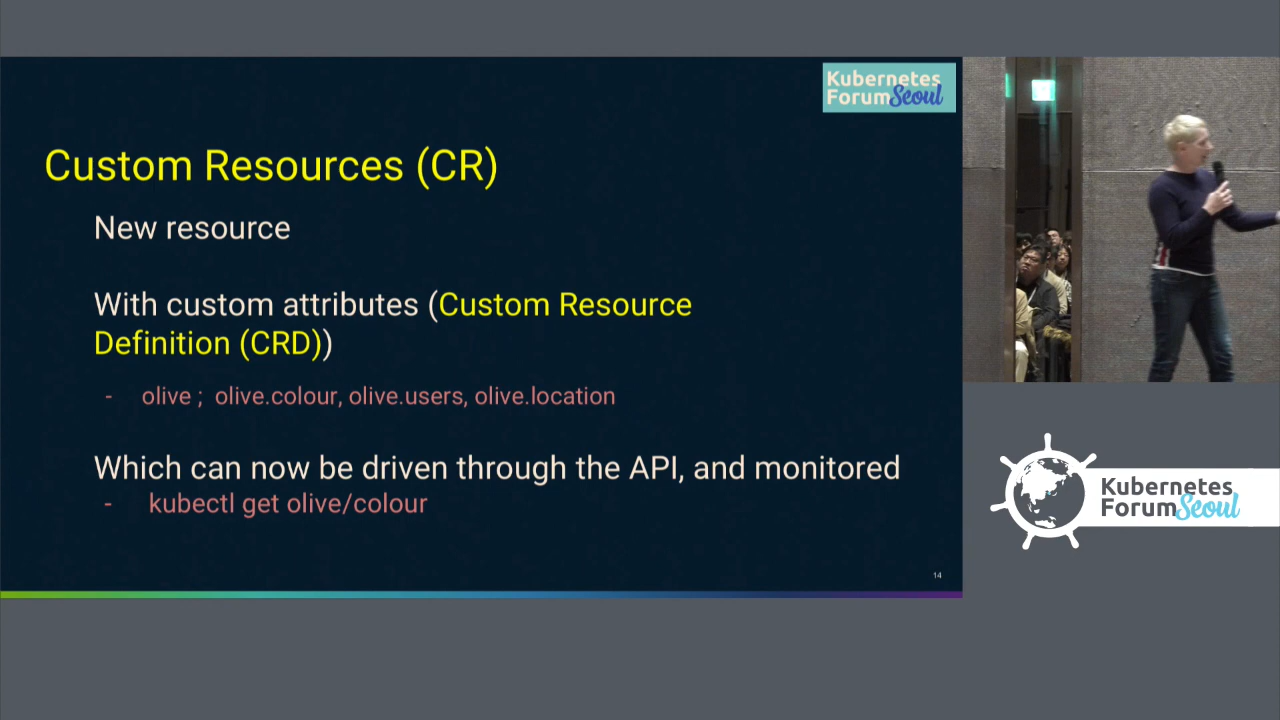 Kubernetes
Forum Seoul
Custom Resources (CR)
New resource
With custom attributes (Custom Resource
Definition (CRD))
- olive ; olive.colour, olive.users, olive.location
Which can now be driven through the API, and monitored
- kubectl get olive/colour
14
Kubernetes
Forum Seoul